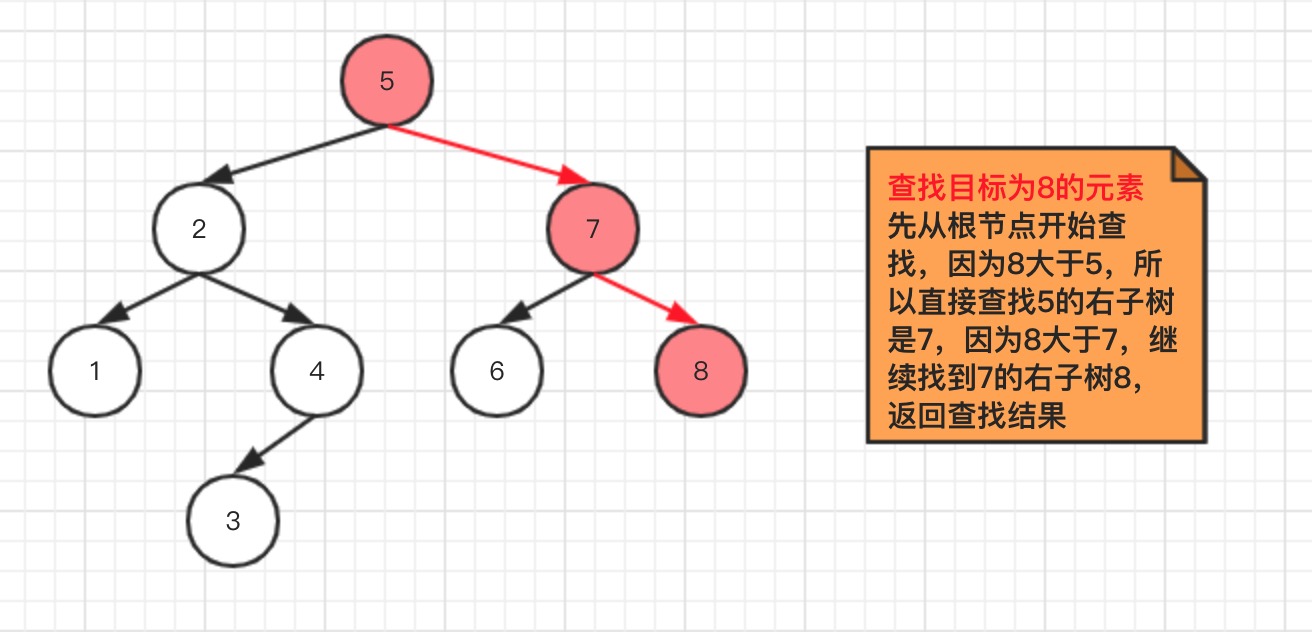 5
2
7
1
4
6
8
3
查找目标为8的元素
先从根节点开始查
找，因为8大于5，所
以直接查找5的右子树
是7，因为8大于7，继
续找到7的右子树8，
返回查找结果